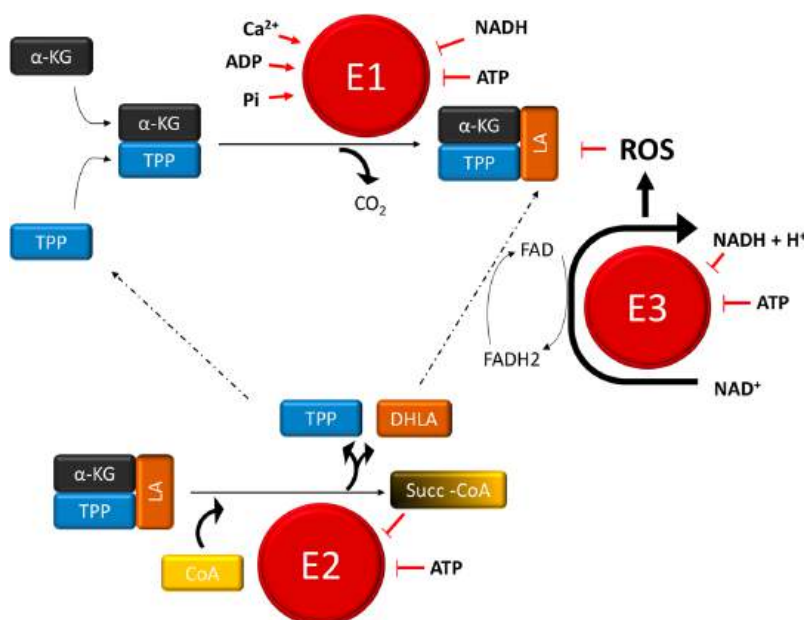 Ca²⁺
NADH
α-KG
ADP
E1
ATP
Pi
α-KG
TPP
α-KG
TPP
LA
ROS
CO₂
TPP
FAD
NADH + H⁺
E3
ATP
FADH2
NAD⁺
TPP
DHLA
α-KG
TPP
LA
Succ -CoA
CoA
E2
ATP